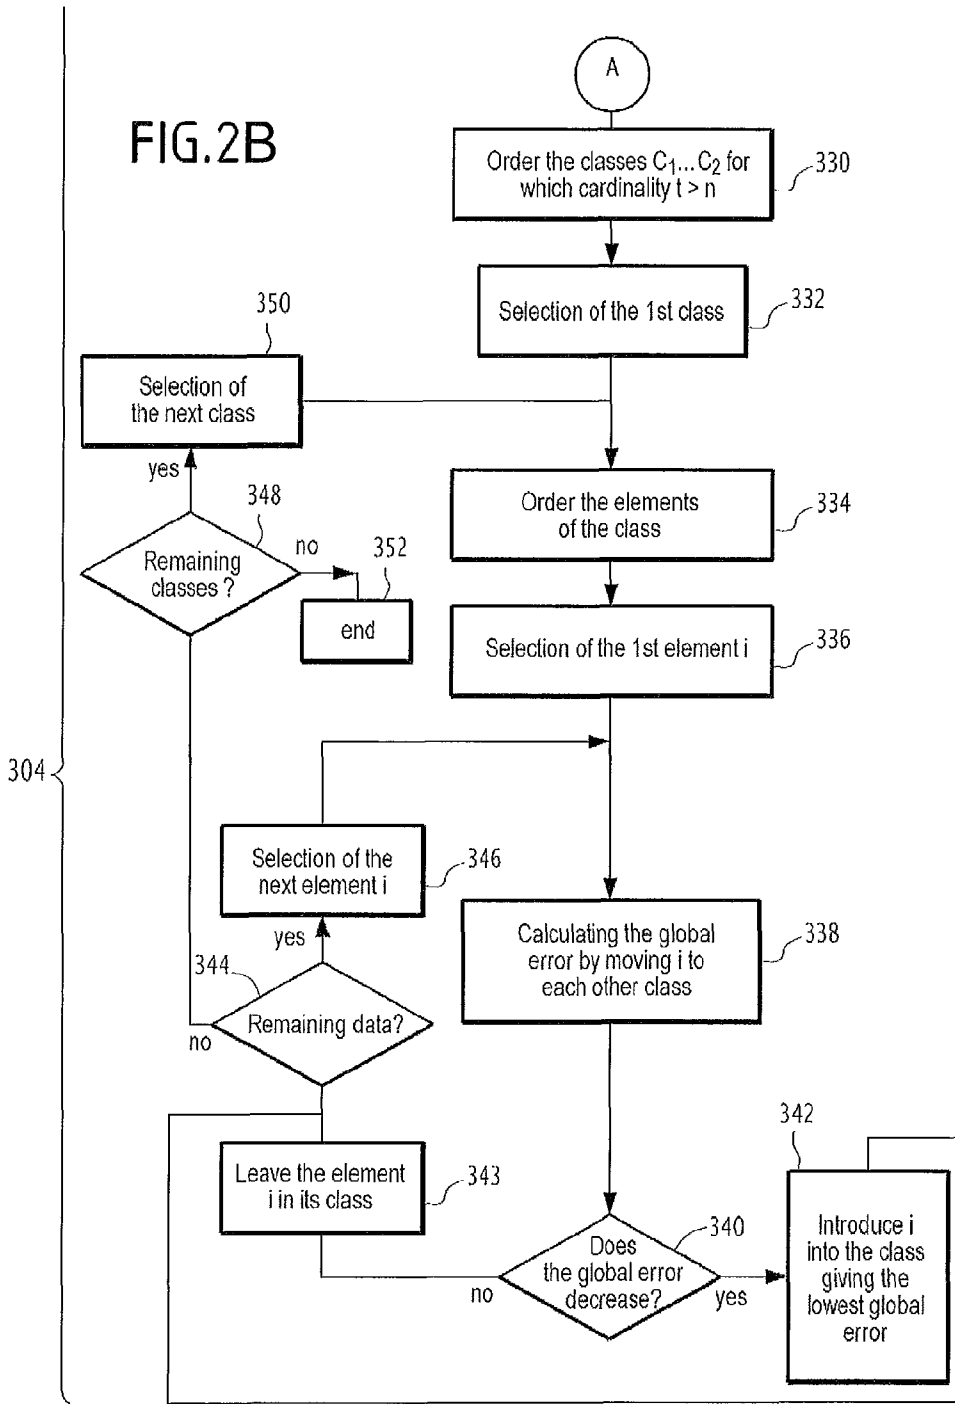 A
FIG.2B
Order the classes C1... C2 for
which cardinality t > n
330
Selection of the 1st class
332
350
Selection of
the next class
yes
348
Remaining
classes ?
no
352
end
Order the elements
of the class
334
Selection of the 1st element i
336
304
Selection of the
next element i
346
yes
344
Remaining data?
no
Calculating the global
error by moving i to
each other class
338
Leave the element
i in its class
343
Does
the global error
decrease?
340
no
yes
342
Introduce i
into the class
giving the
lowest global
error